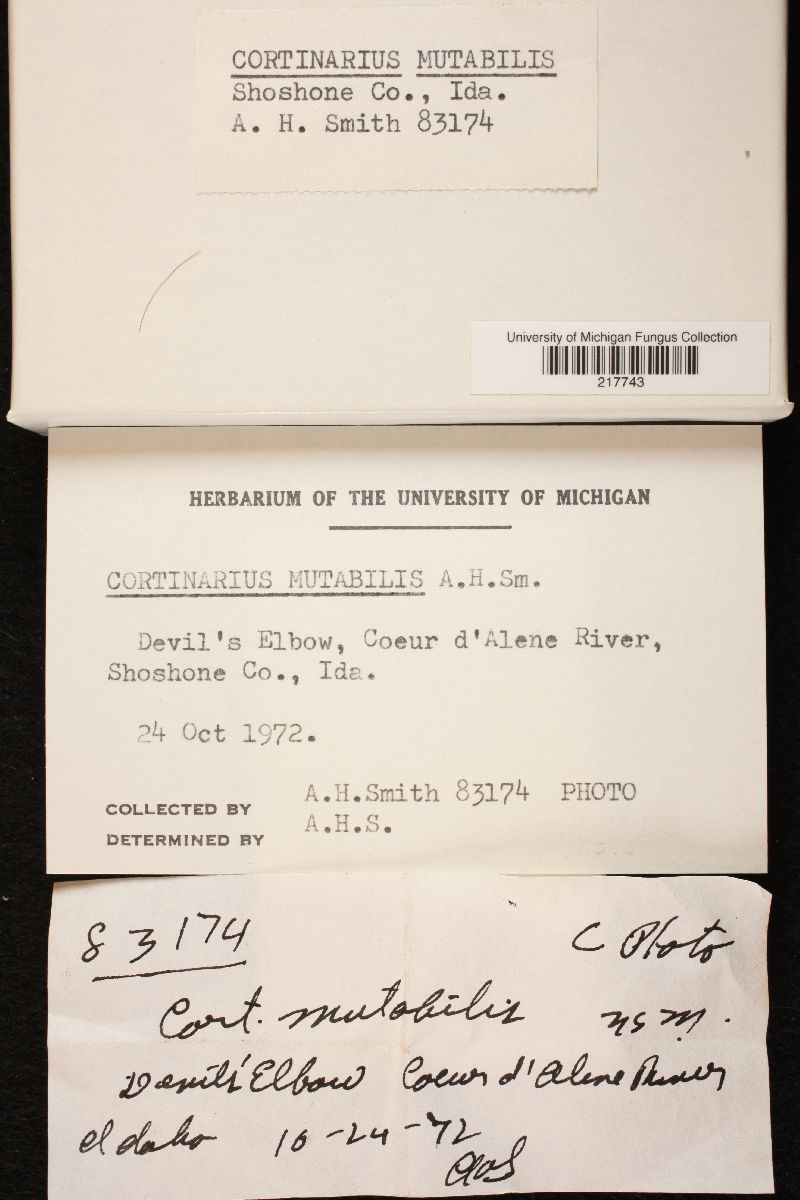 CORTINARIUS MUTABILIS
Shoshone Co., Ida.
A. H. Smith 83174
University of Michigan Fungus Collection
217743
HERBARIUM OF THE UNIVERSITY OF MICHIGAN
CORTINARIUS MUTABILIS A.H.Sm.
Devil's Elbow, Coeur d'Alene River,
Shoshone Co., Ida.
24 Oct 1972.
COLLECTED BY A.H.Smith 83174 PHOTO
DETERMINED BY A.H.S.
83174 C Photo
Cort. mutabilis
Devils' Elbow Coeur d'Alene River
Idaho 10-24-72
AHS